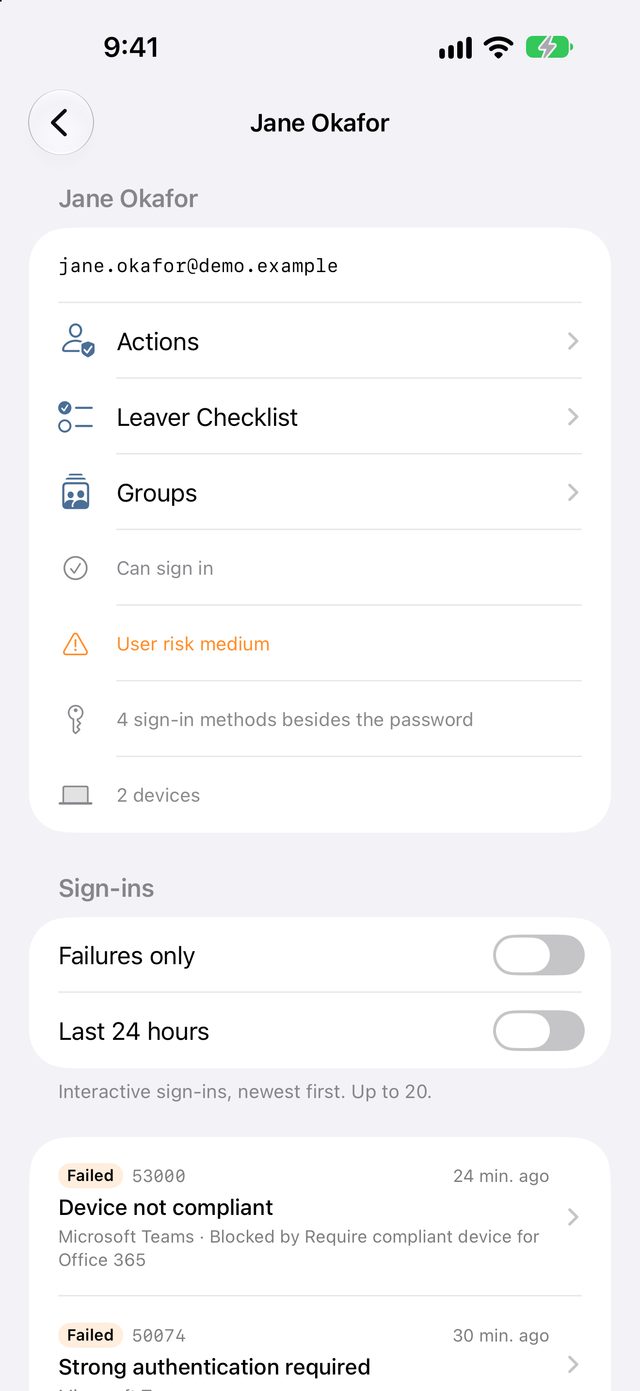 9:41
Jane Okafor
Jane Okafor
jane.okafor@demo.example
Actions
Leaver Checklist
Groups
Can sign in
User risk medium
4 sign-in methods besides the password
2 devices
Sign-ins
Failures only
Last 24 hours
Interactive sign-ins, newest first. Up to 20.
Failed 53000 24 min. ago
Device not compliant
Microsoft Teams · Blocked by Require compliant device for
Office 365
Failed 50074 30 min. ago
Strong authentication required